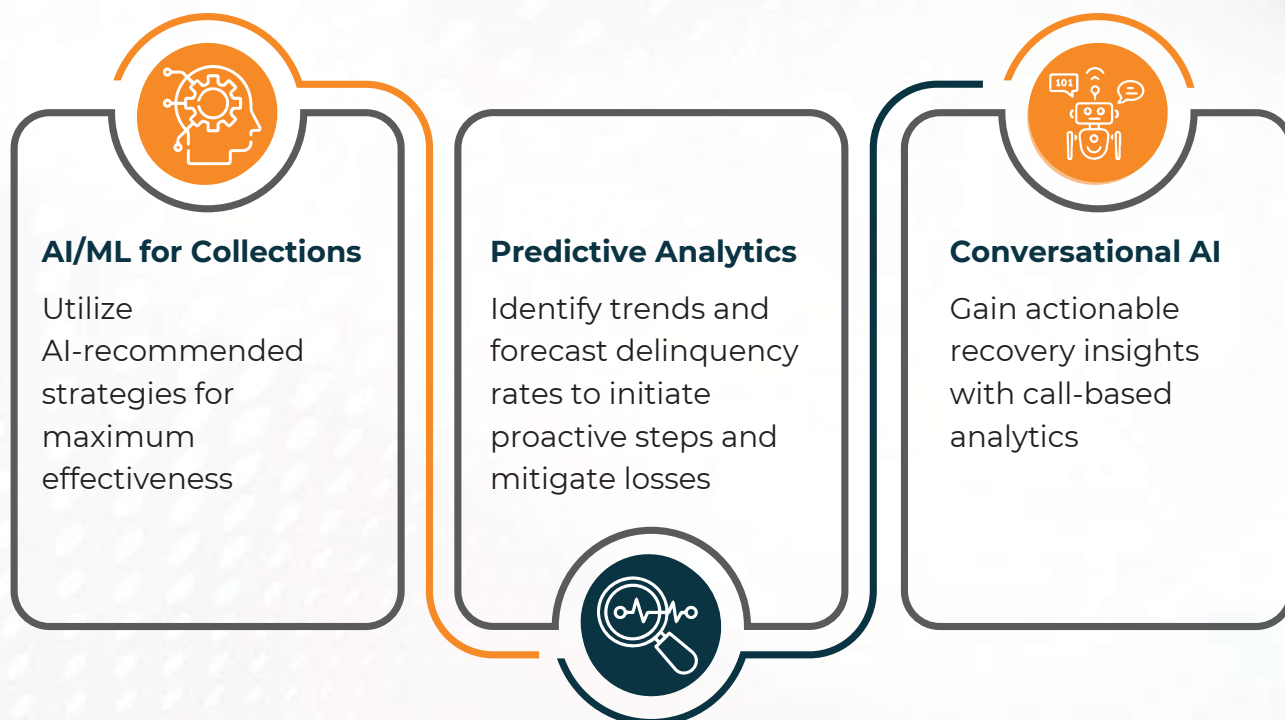 101
AI/ML for Collections
Utilize
AI-recommended
strategies for
maximum
effectiveness
Predictive Analytics
Identify trends and
forecast delinquency
rates to initiate
proactive steps and
mitigate losses
Conversational AI
Gain actionable
recovery insights
with call-based
analytics